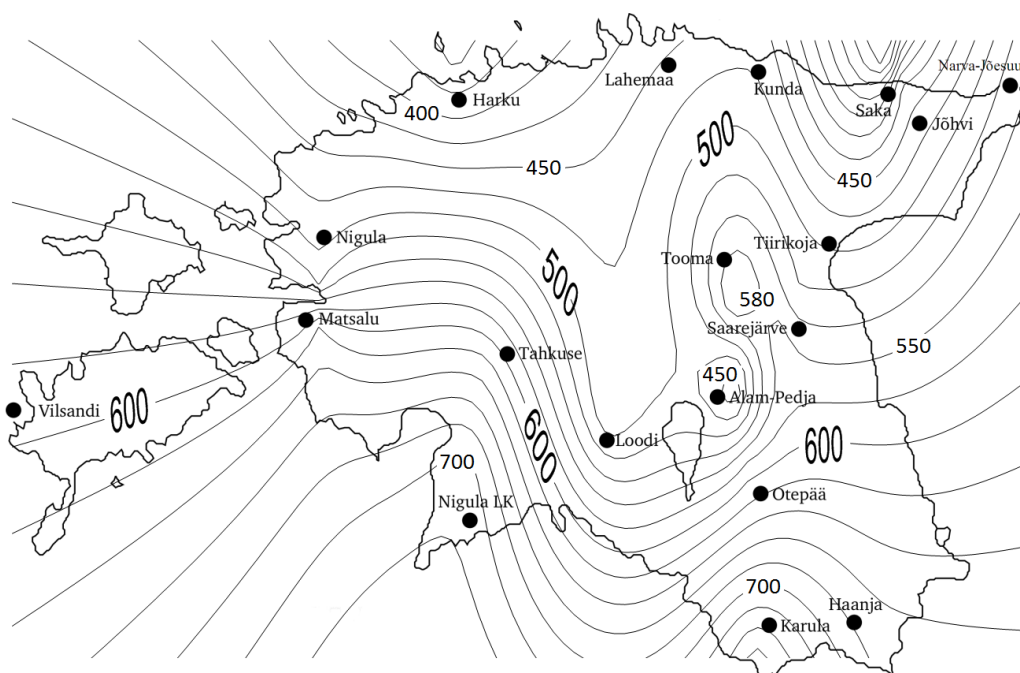 Narva-Jõesuu
Lahemaa
Kunda
Harku
400
Saka
Jõhvi
500
450
450
Nigula
Tiirikoja
Tooma
500
580
Matsalu
Saarejärve
Tahkuse
550
450
Alam-Pedja
Vilsandi
600
600
Loodi
600
700
Otepää
Nigula LK
700
Haanja
Karula